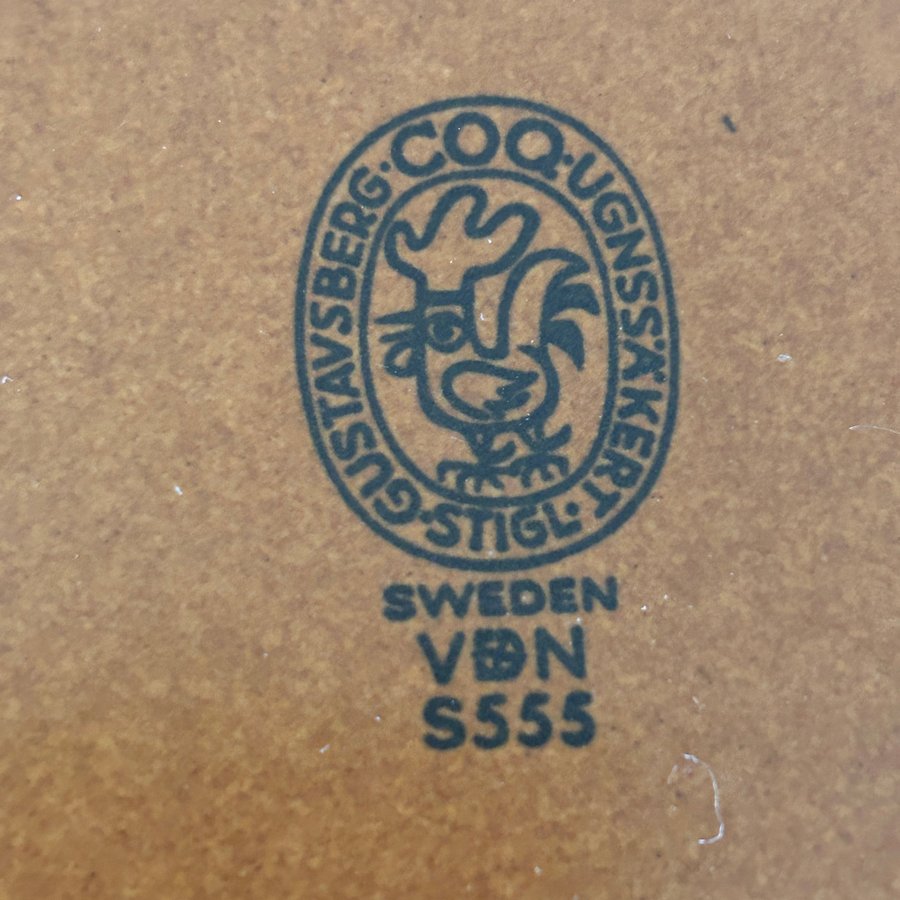 GUSTAVSBERG · COQ · UGNSSÄKERT · STIGL ·
SWEDEN
VDN
S555